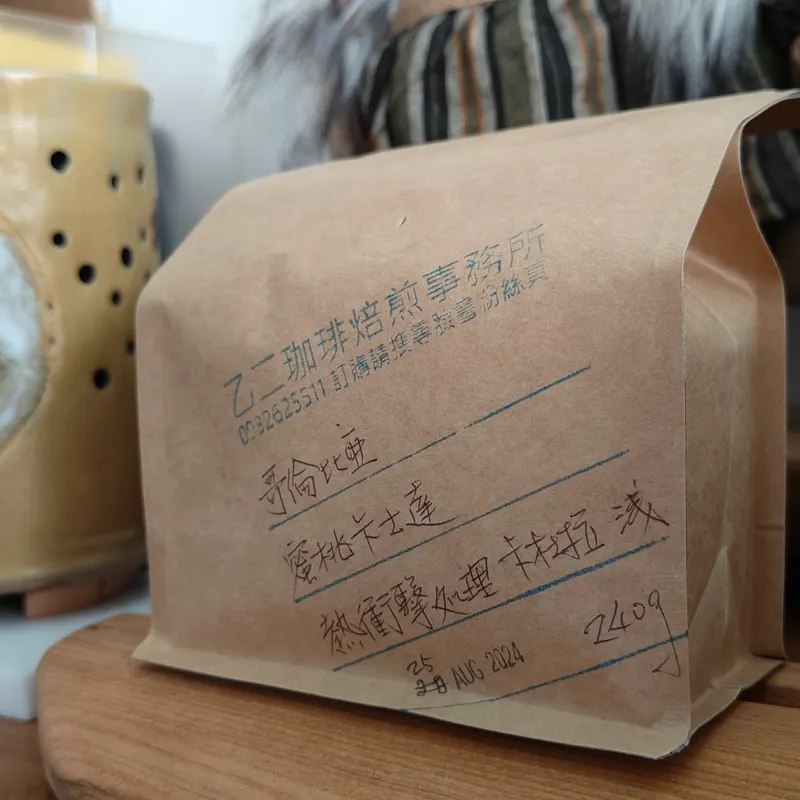 乙二珈琲焙煎事務所
0932625511 訂購請搜尋臉書粉絲頁
哥倫比亞
蜜桃卡士達
熱衝擊處理 卡杜拉 浅
25
28 AUG 2024 240g